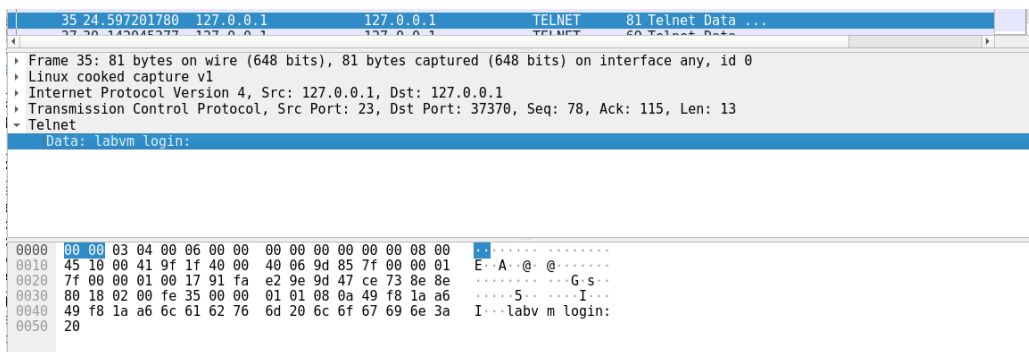 35 24.597201780 127.0.0.1 127.0.0.1 TELNET 81 Telnet Data ...
Frame 35: 81 bytes on wire (648 bits), 81 bytes captured (648 bits) on interface any, id 0
Linux cooked capture v1
Internet Protocol Version 4, Src: 127.0.0.1, Dst: 127.0.0.1
Transmission Control Protocol, Src Port: 23, Dst Port: 37370, Seq: 78, Ack: 115, Len: 13
Telnet
Data: labvm login:
0000 00 00 03 04 00 06 00 00 00 00 00 00 00 00 08 00 ········ ········
0010 45 10 00 41 9f 1f 40 00 40 06 9d 85 7f 00 00 01 E··A··@· @·······
0020 7f 00 00 01 00 17 91 fa e2 9e 9d 47 ce 73 8e 8e ········ ···G·s··
0030 80 18 02 00 fe 35 00 00 01 01 08 0a 49 f8 1a a6 ·····5·· ····I···
0040 49 f8 1a a6 6c 61 62 76 6d 20 6c 6f 67 69 6e 3a I···labv m login:
0050 20